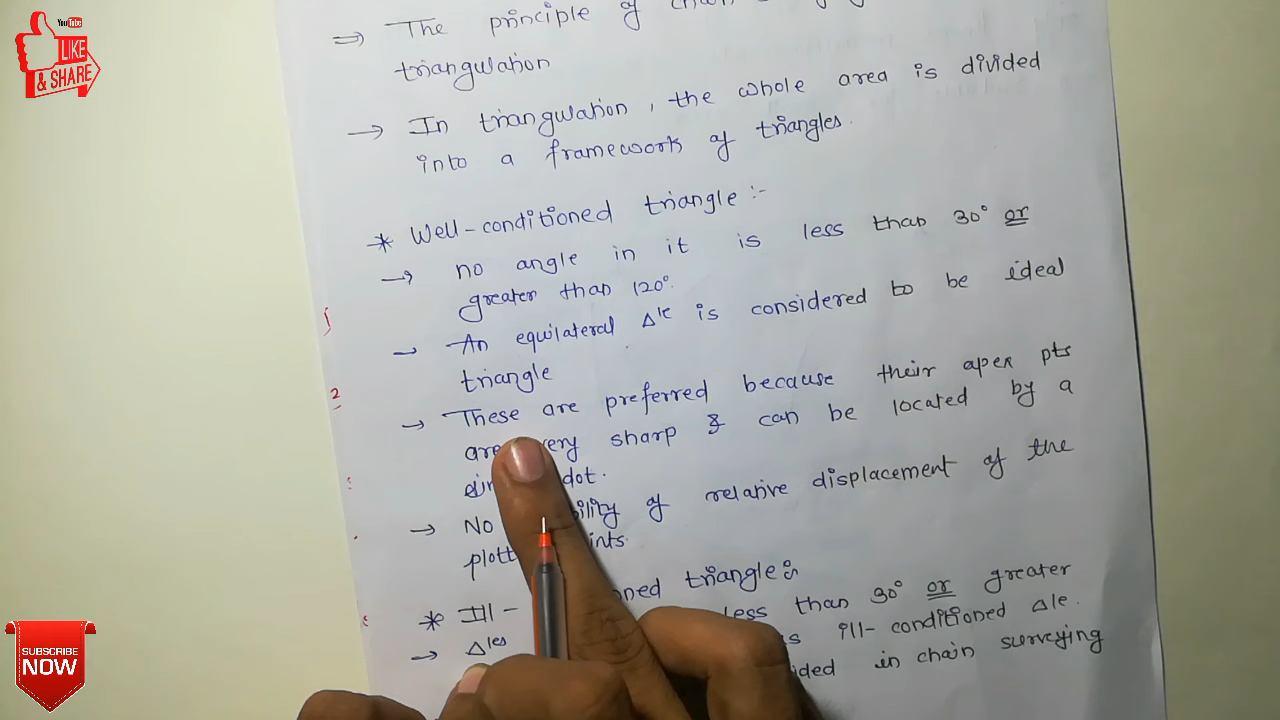 YouTube
LIKE
& SHARE
⇒ The principle of
triangulation
→ In triangulation, the whole area is divided
into a framework of triangles.
* Well-conditioned triangle :-
→ no angle in it is less than 30° or
greater than 120°.
→ An equilateral Δle is considered to be ideal
triangle
→ These are preferred because their apex pts
are very sharp & can be located by a
dot.
→ No of relative displacement of the
* Ill- triangle :-
→ Δles less than 30° or greater
ill-conditioned Δle.
in chain surveying
1
2
SUBSCRIBE
NOW